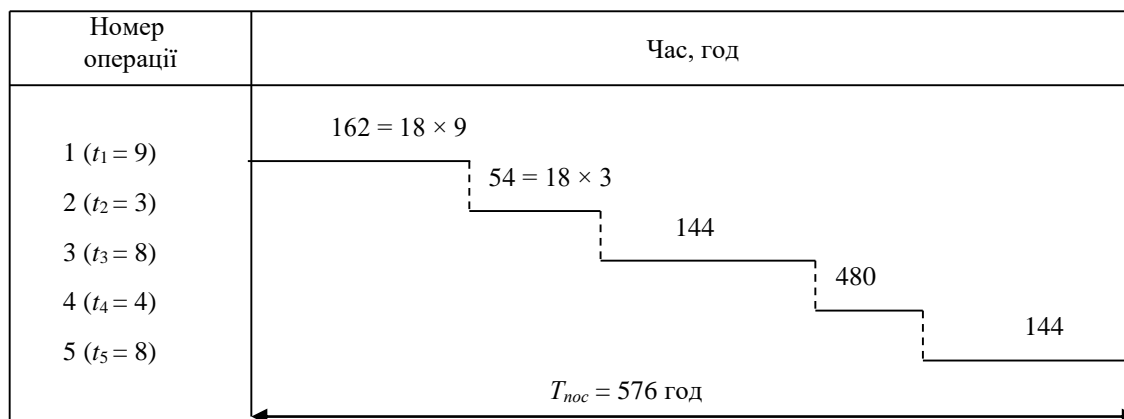 Номер
операції
Час, год
162 = 18 × 9
1 (t₁ = 9)
54 = 18 × 3
2 (t₂ = 3)
144
3 (t₃ = 8)
480
4 (t₄ = 4)
144
5 (t₅ = 8)
Tпос = 576 год